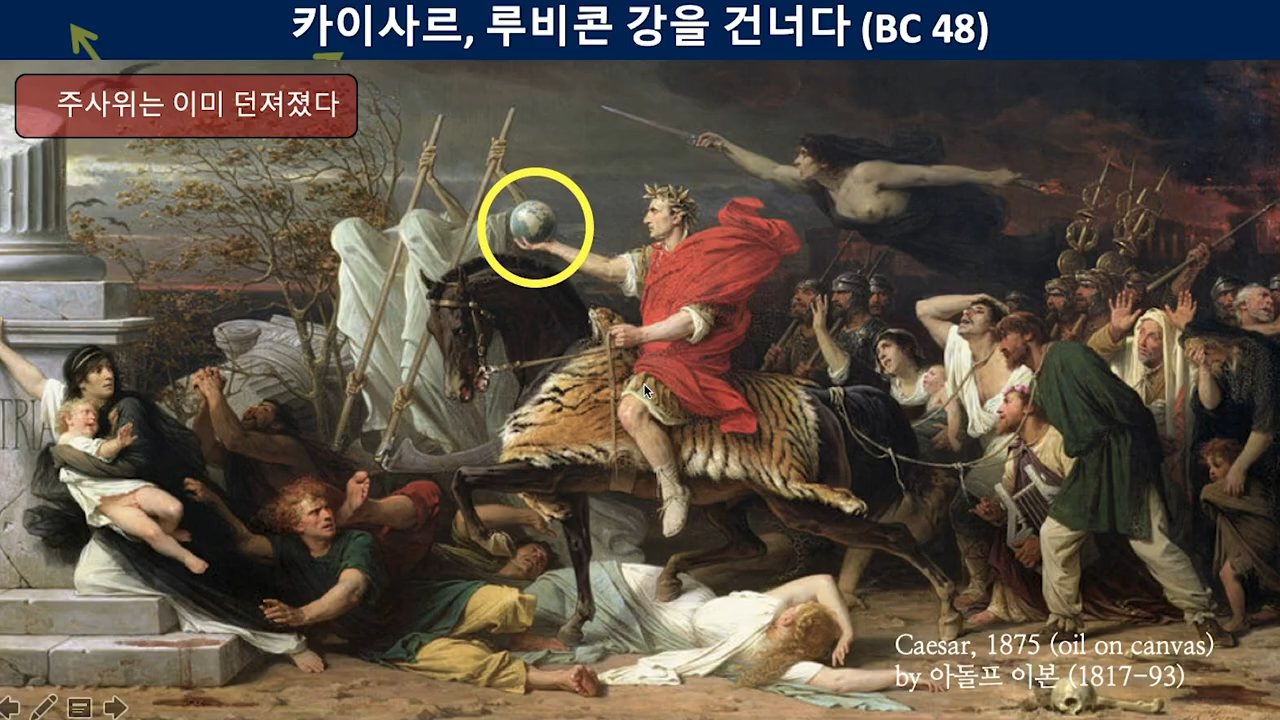 카이사르, 루비콘 강을 건너다 (BC 48)
주사위는 이미 던져졌다
TRIA
Caesar, 1875 (oil on canvas)
by 아돌프 이본 (1817-93)